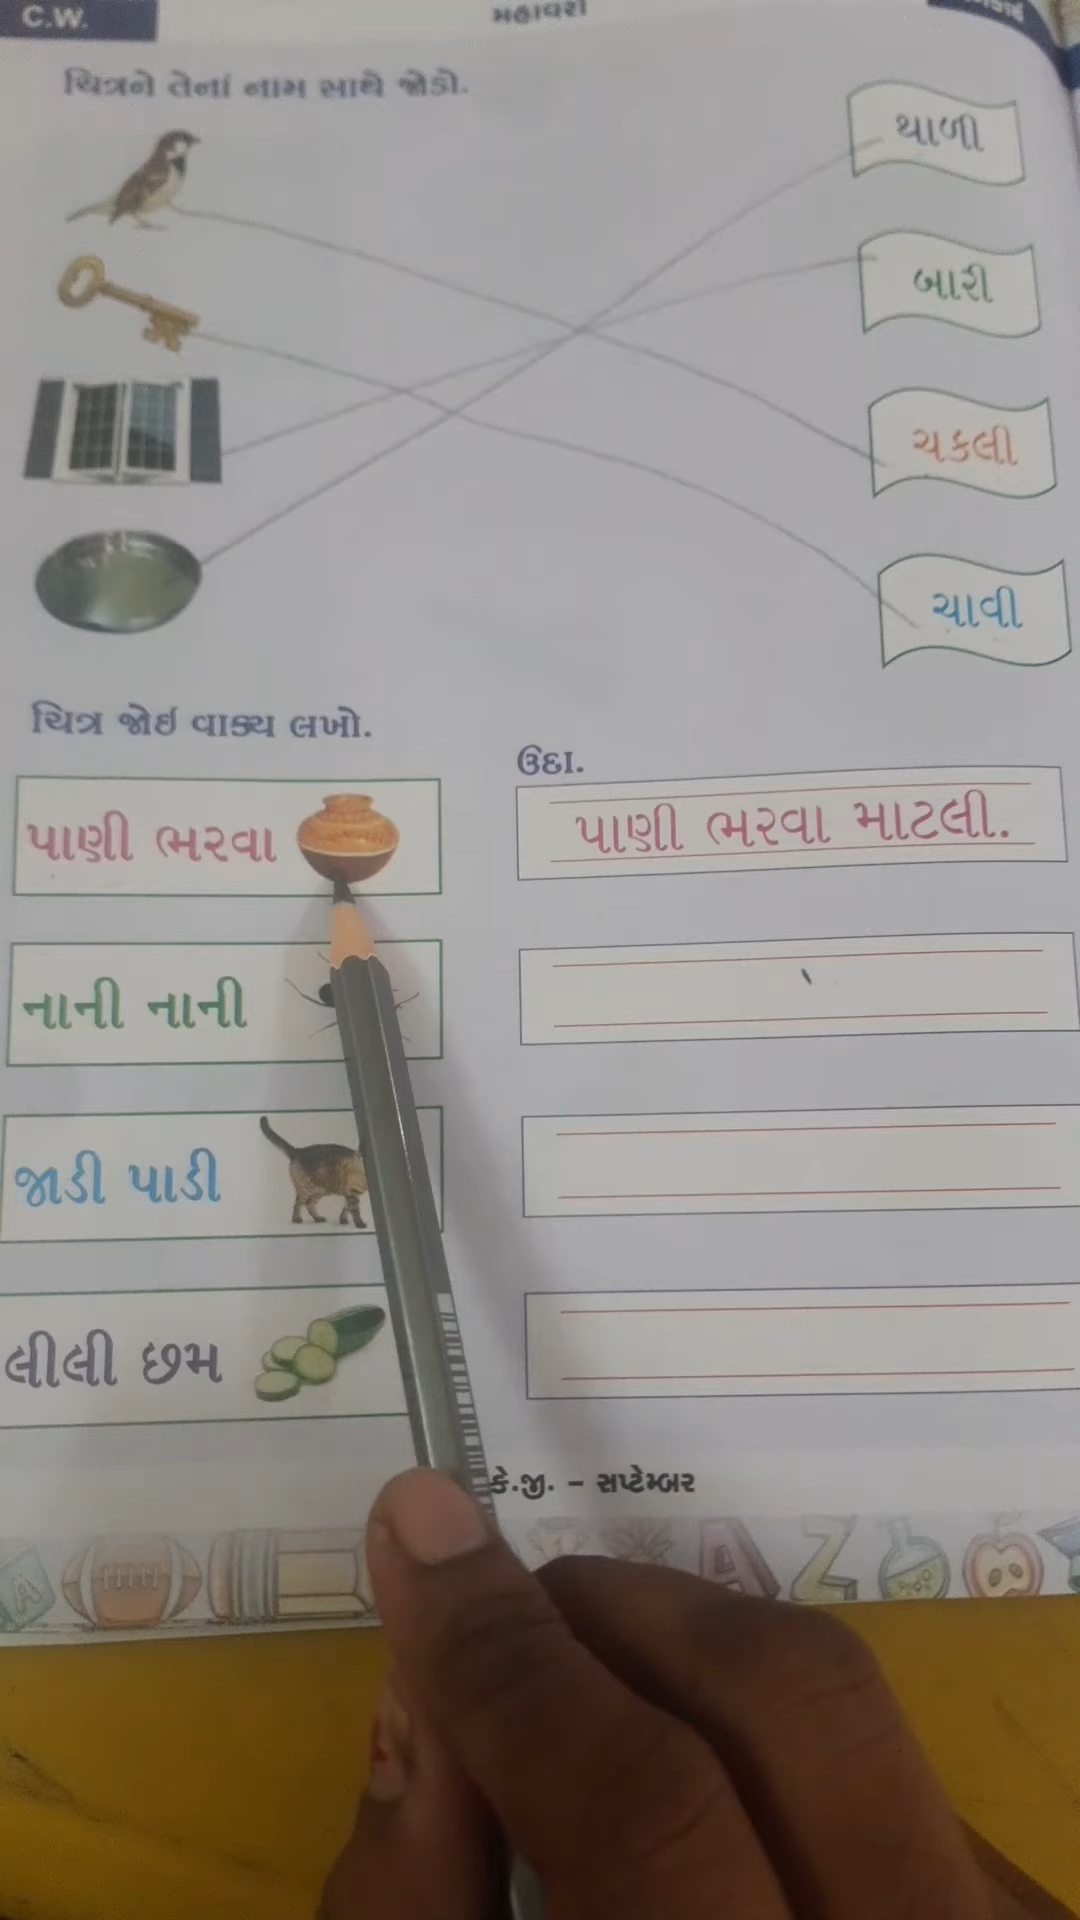 C.W.
મહાવરો
ચિત્રને તેનાં નામ સાથે જોડો.
થાળી
બારી
ચકલી
ચાવી
ચિત્ર જોઈ વાક્ય લખો.
ઉદા.
પાણી ભરવા
પાણી ભરવા માટલી.
નાની નાની
જાડી પાડી
લીલી છમ
કે.જી. – સપ્ટેમ્બર
A
A Z